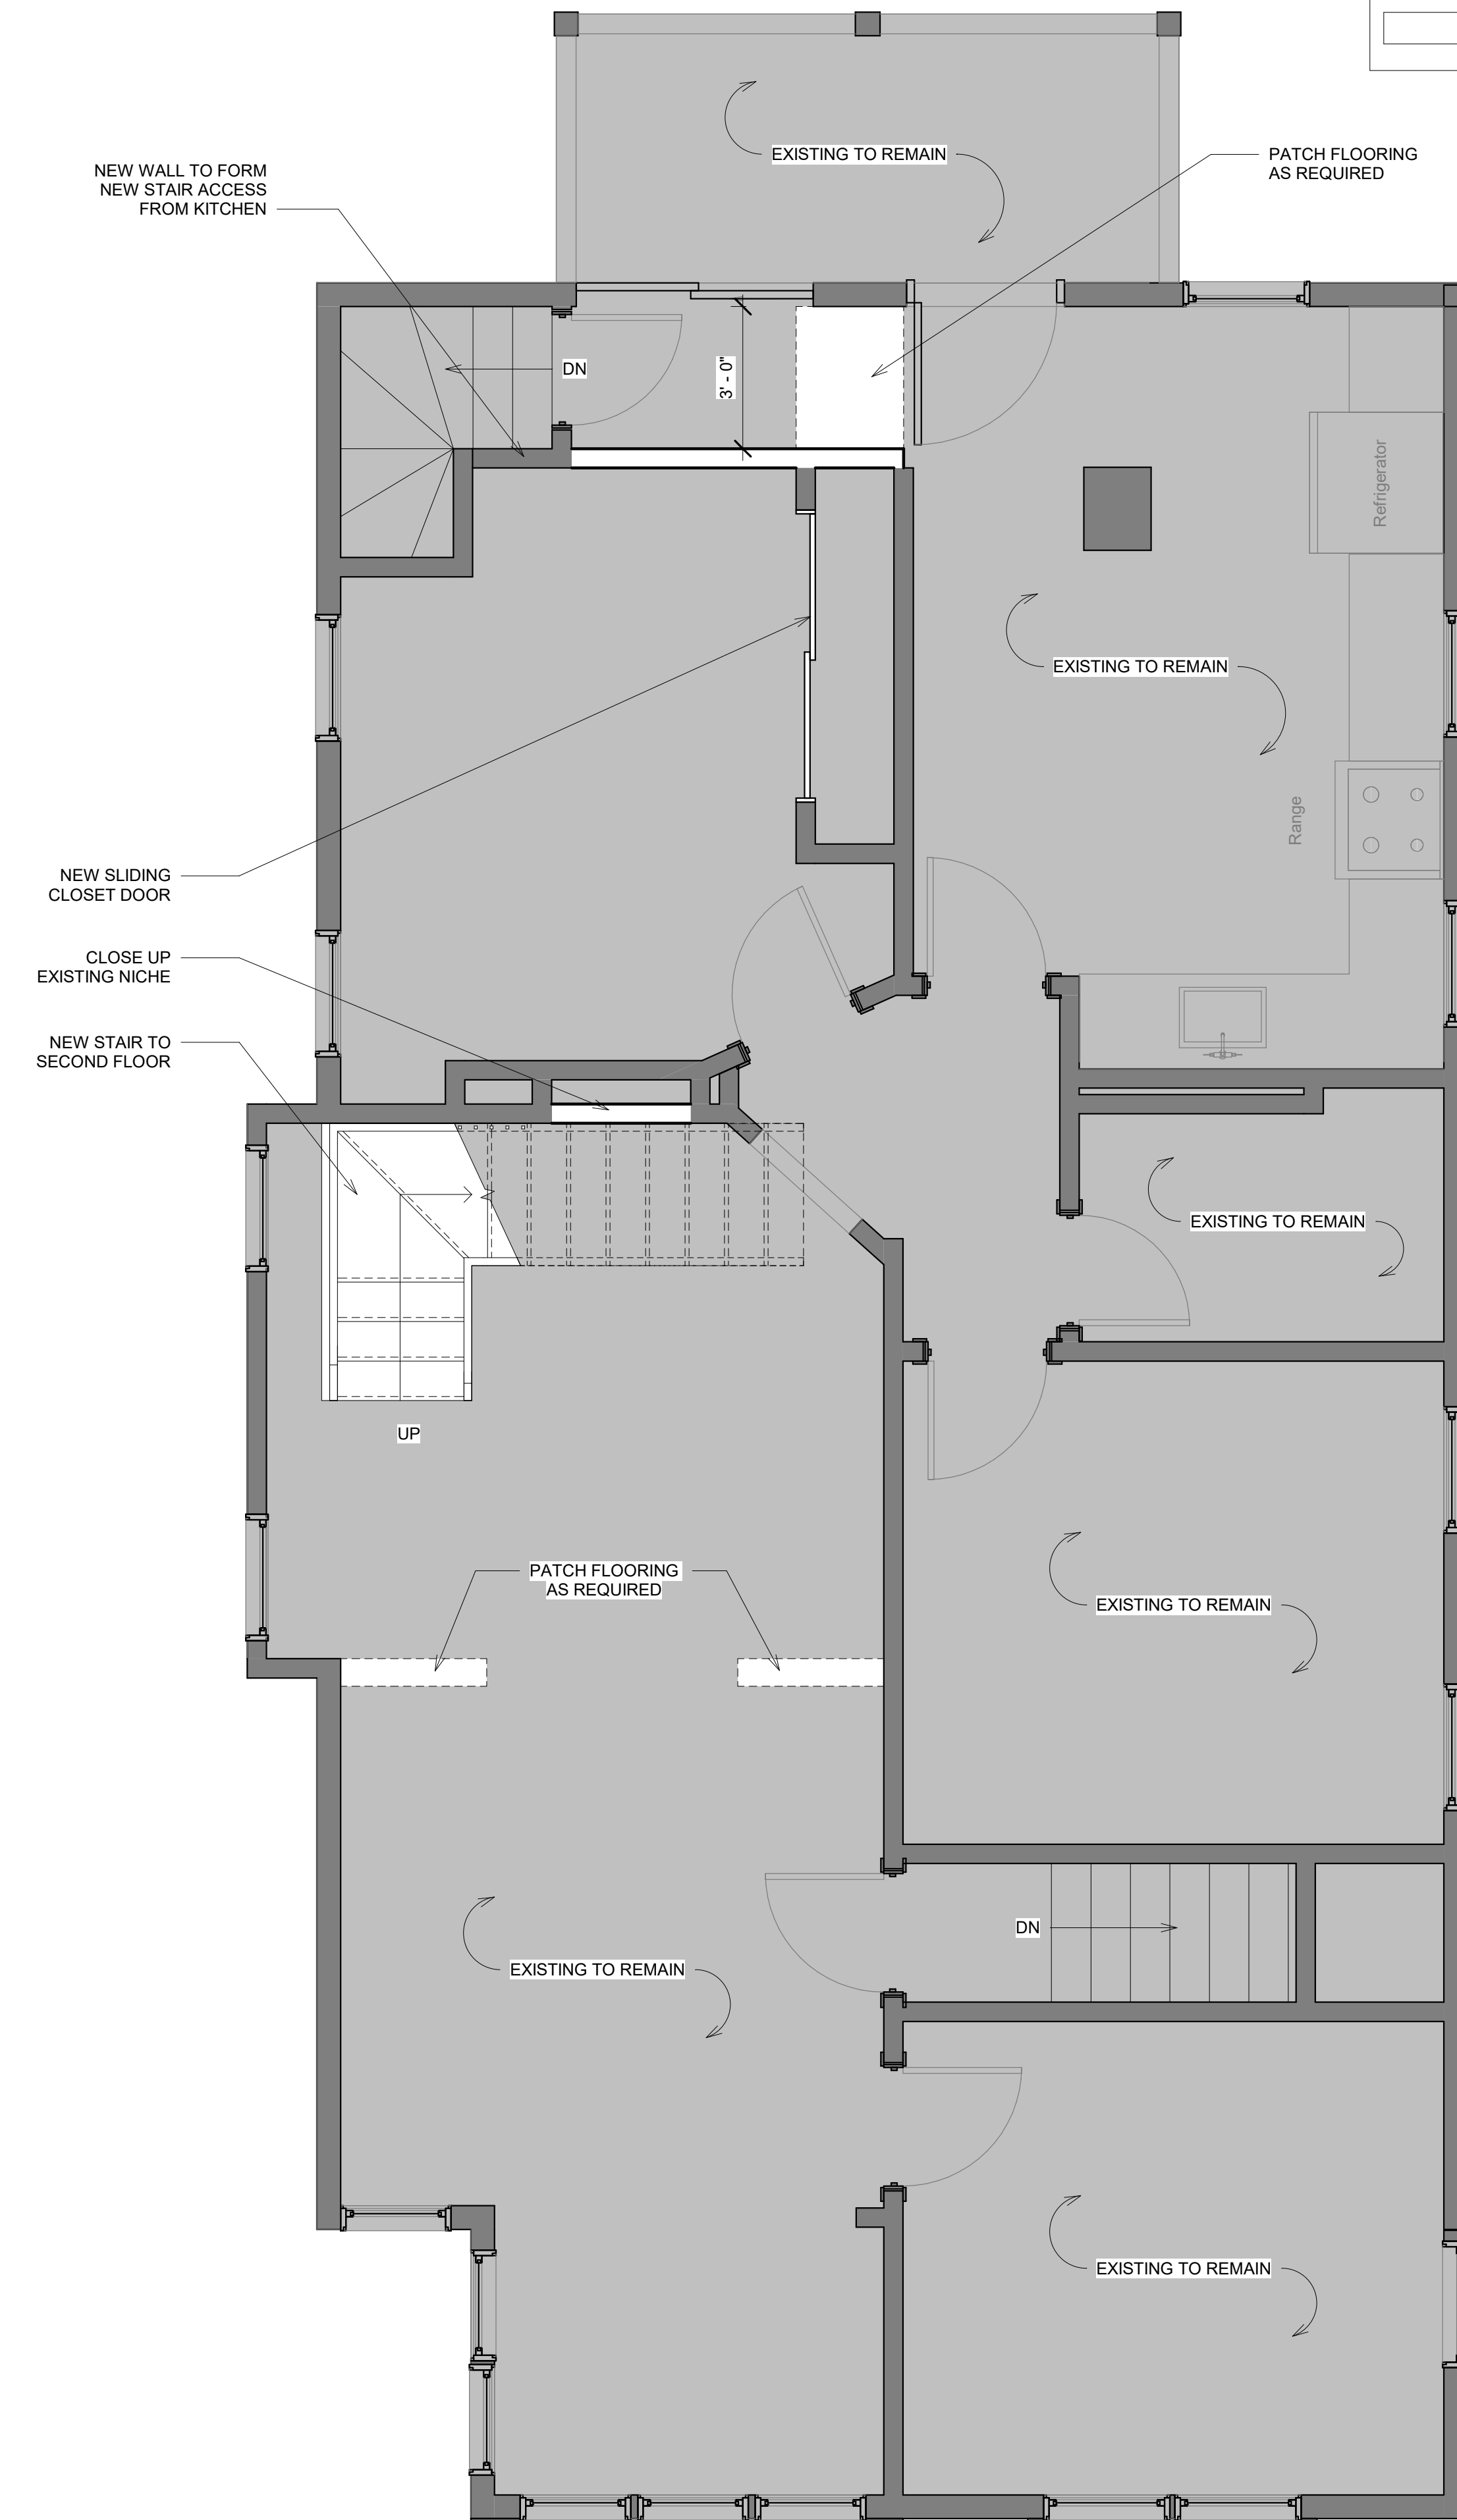 EXISTING TO REMAIN
PATCH FLOORING
AS REQUIRED
NEW WALL TO FORM
NEW STAIR ACCESS
FROM KITCHEN
DN
3' - 0"
Refrigerator
EXISTING TO REMAIN
Range
NEW SLIDING
CLOSET DOOR
CLOSE UP
EXISTING NICHE
NEW STAIR TO
SECOND FLOOR
EXISTING TO REMAIN
UP
PATCH FLOORING
AS REQUIRED
EXISTING TO REMAIN
DN
EXISTING TO REMAIN
EXISTING TO REMAIN